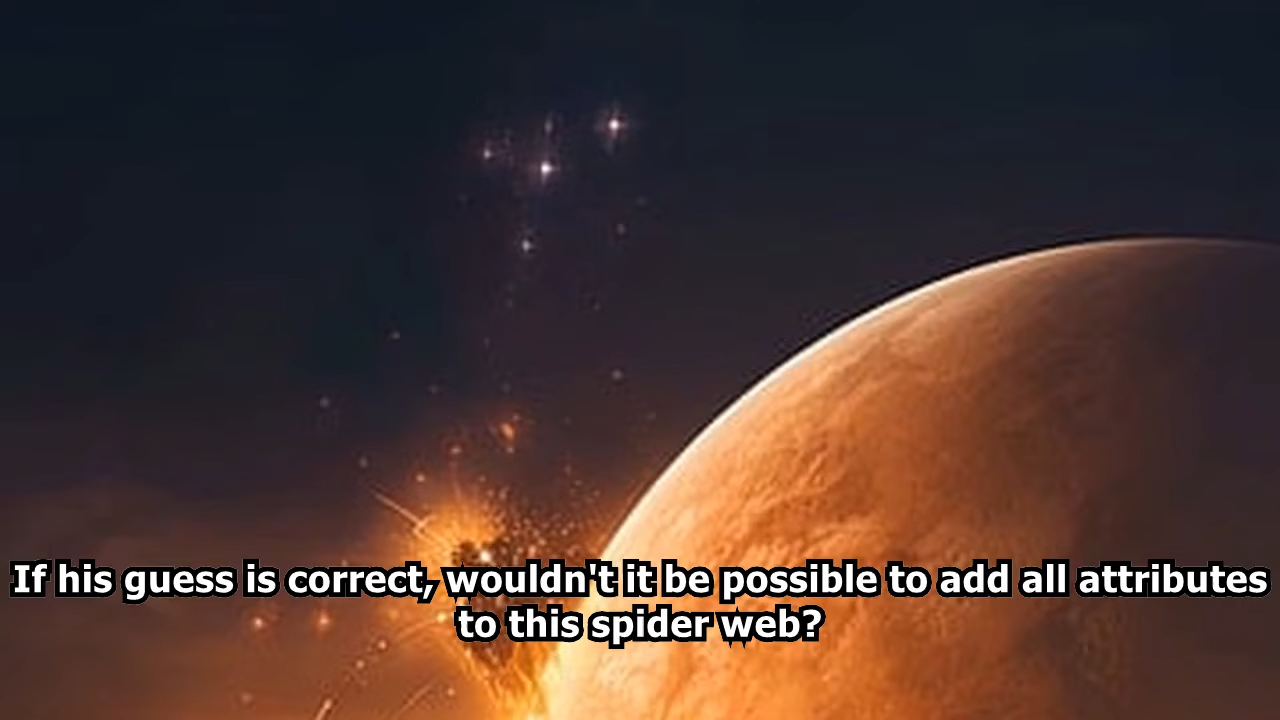 If his guess is correct, wouldn't it be possible to add all attributes
to this spider web?